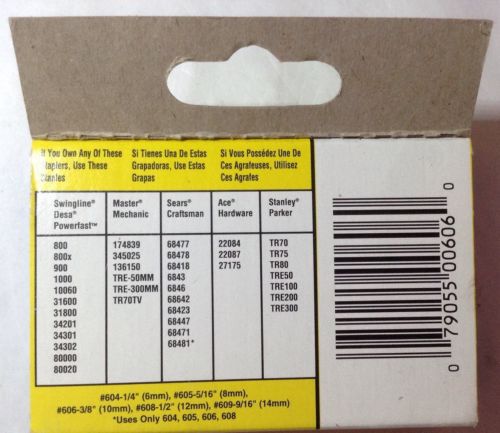 If You Own Any Of These
Staplers, Use These
Staples
Si Tienes Una De Estas
Grapadoras, Use Estas
Grapas
Si Vous Possédez Une De
Ces Agrafeuses, Utilizez
Ces Agrafes
Swingline®
Desa®
Powerfast™
800
800x
900
1000
10060
31600
31800
34201
34301
34302
80000
80020
Master®
Mechanic
174839
345025
136150
TRE-50MM
TRE-300MM
TR70TV
Sears®
Craftsman
68477
68478
68418
6843
6846
68642
68423
68447
68471
68481*
Ace®
Hardware
22084
22087
27175
Stanley®
Parker
TR70
TR75
TR80
TRE50
TRE100
TRE200
TRE300
#604-1/4" (6mm), #605-5/16" (8mm),
#606-3/8" (10mm), #608-1/2" (12mm), #609-9/16" (14mm)
*Uses Only 604, 605, 606, 608
0 79055 00606 0